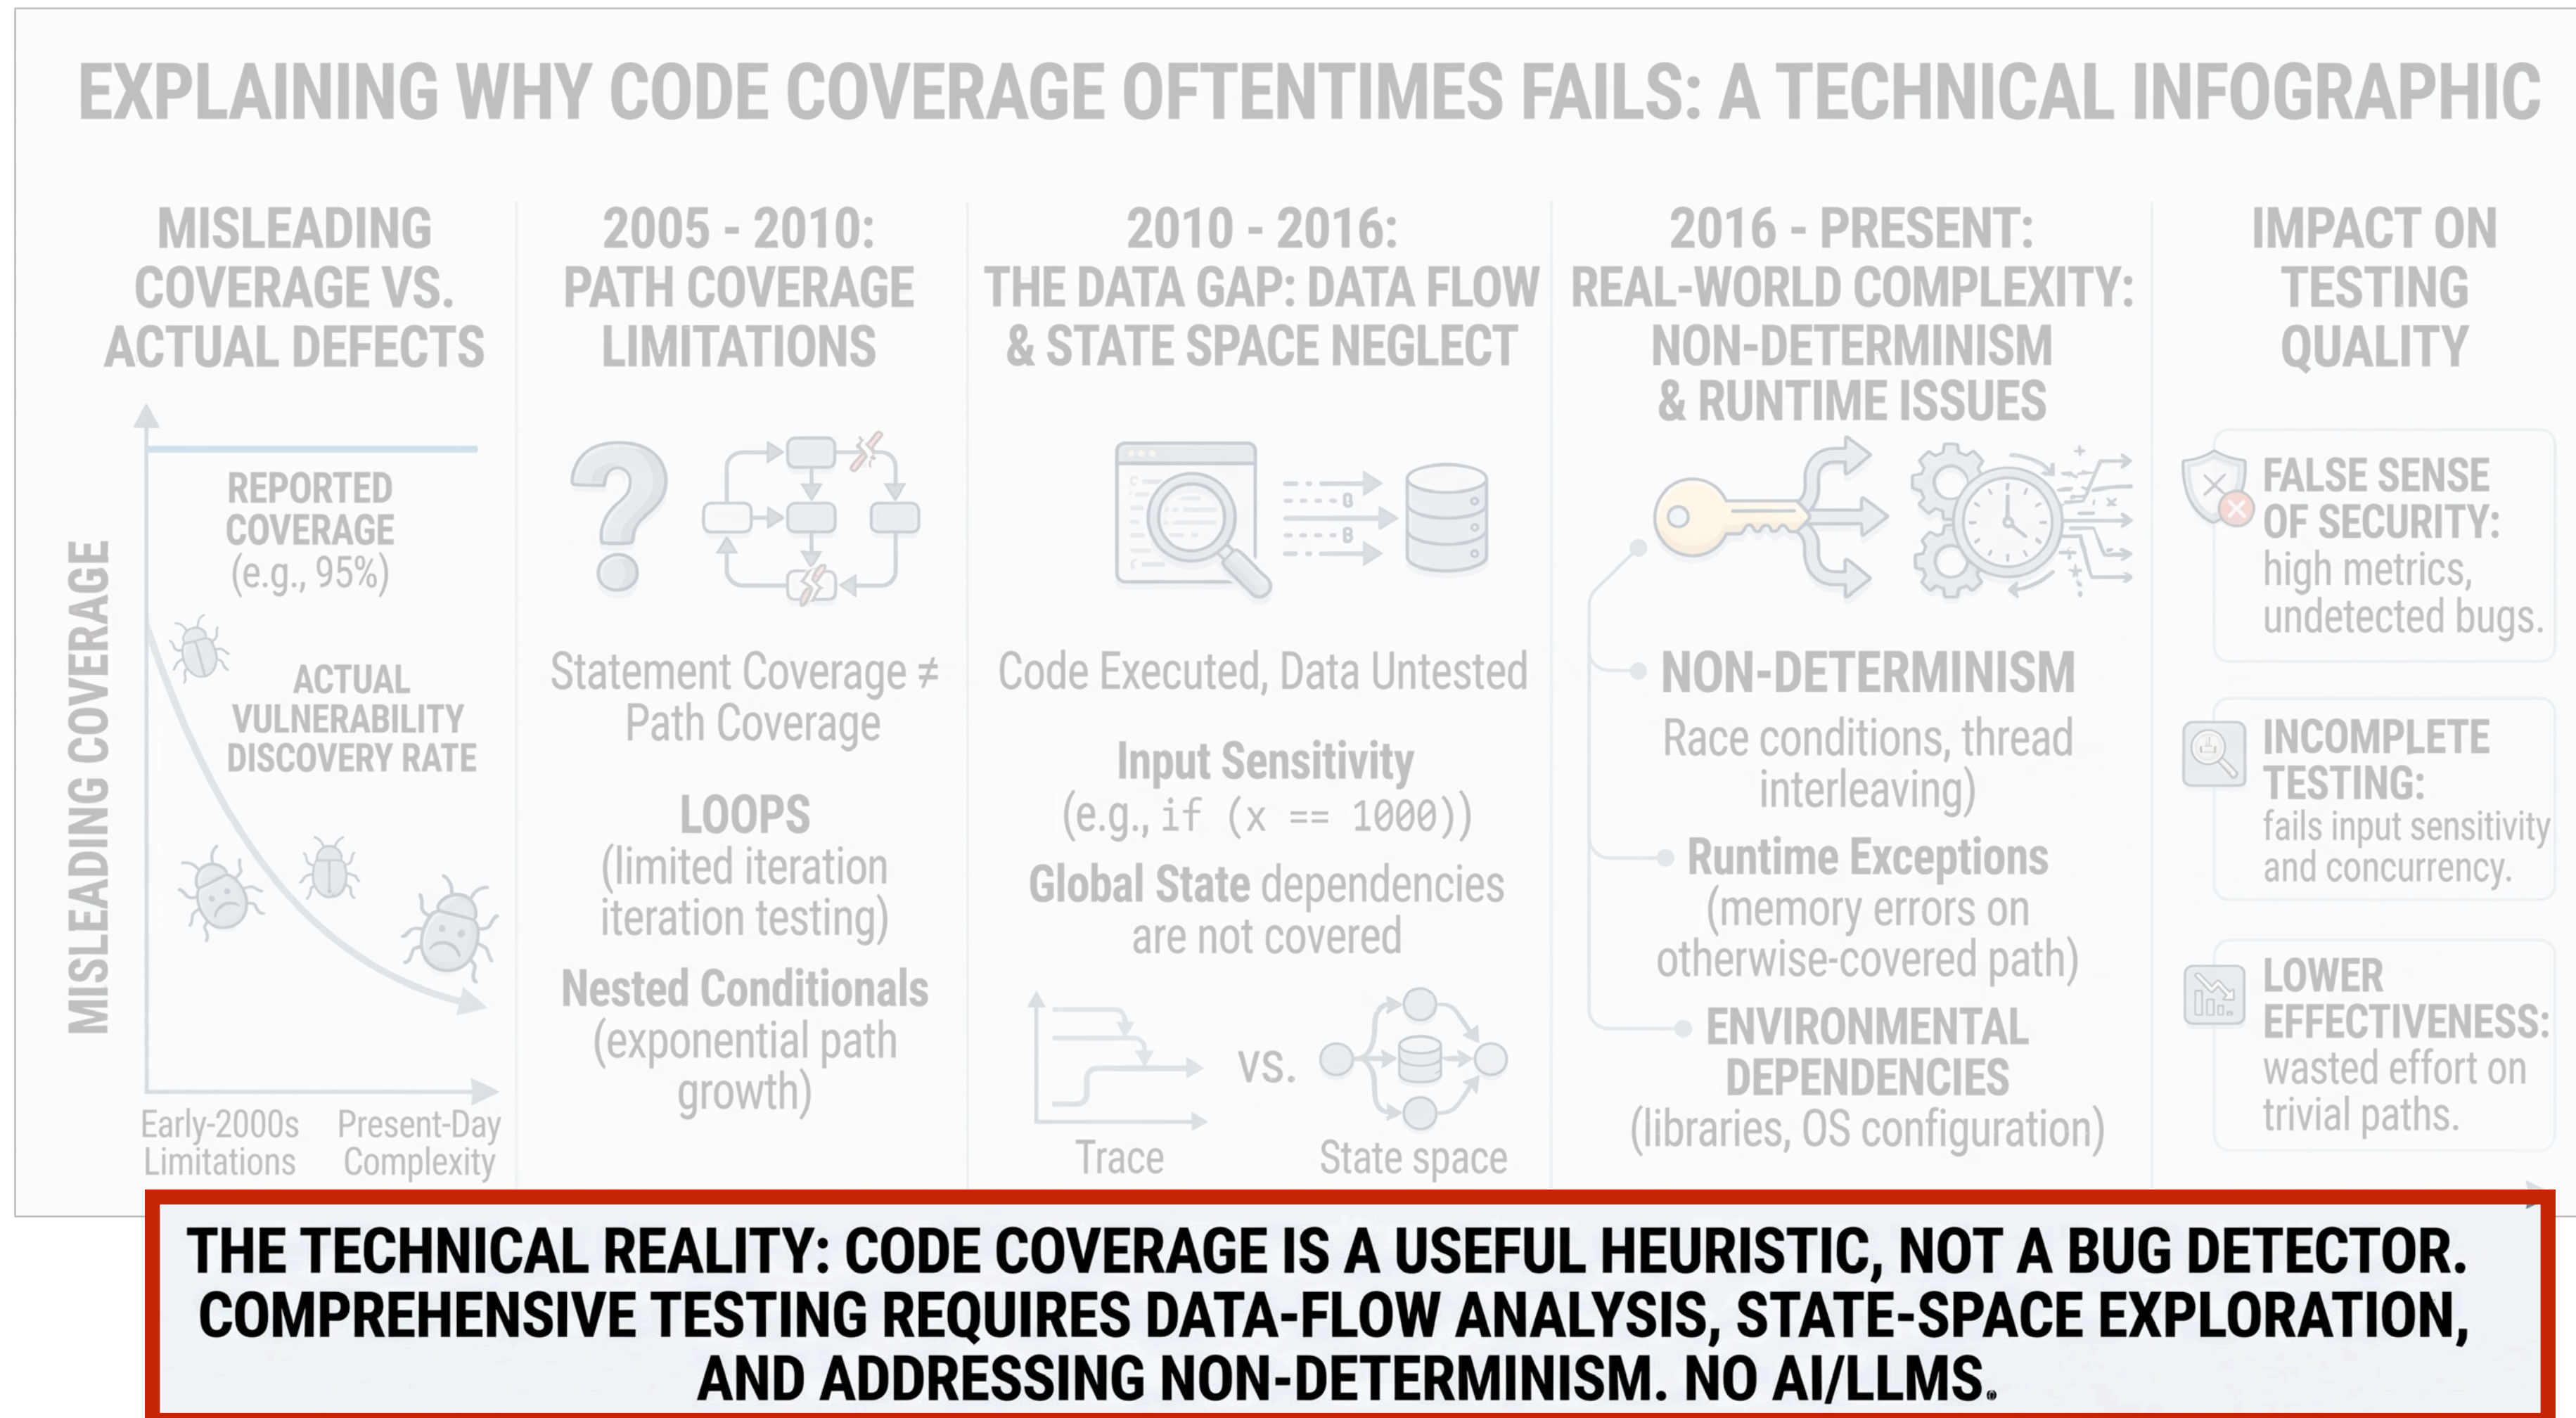 EXPLAINING WHY CODE COVERAGE OFTENTIMES FAILS: A TECHNICAL INFOGRAPHIC
MISLEADING
COVERAGE VS.
ACTUAL DEFECTS
MISLEADING COVERAGE
REPORTED
COVERAGE
(e.g., 95%)
ACTUAL
VULNERABILITY
DISCOVERY RATE
Early-2000s
Limitations
Present-Day
Complexity
2005 - 2010:
PATH COVERAGE
LIMITATIONS
Statement Coverage ≠
Path Coverage
LOOPS
(limited iteration
iteration testing)
Nested Conditionals
(exponential path
growth)
2010 - 2016:
THE DATA GAP: DATA FLOW
& STATE SPACE NEGLECT
Code Executed, Data Untested
Input Sensitivity
(e.g., if (x == 1000))
Global State dependencies
are not covered
Trace
VS.
State space
2016 - PRESENT:
REAL-WORLD COMPLEXITY:
NON-DETERMINISM
& RUNTIME ISSUES
NON-DETERMINISM
Race conditions, thread
interleaving)
Runtime Exceptions
(memory errors on
otherwise-covered path)
ENVIRONMENTAL
DEPENDENCIES
(libraries, OS configuration)
IMPACT ON
TESTING
QUALITY
FALSE SENSE
OF SECURITY:
high metrics,
undetected bugs.
INCOMPLETE
TESTING:
fails input sensitivity
and concurrency.
LOWER
EFFECTIVENESS:
wasted effort on
trivial paths.
THE TECHNICAL REALITY: CODE COVERAGE IS A USEFUL HEURISTIC, NOT A BUG DETECTOR.
COMPREHENSIVE TESTING REQUIRES DATA-FLOW ANALYSIS, STATE-SPACE EXPLORATION,
AND ADDRESSING NON-DETERMINISM. NO AI/LLMS.